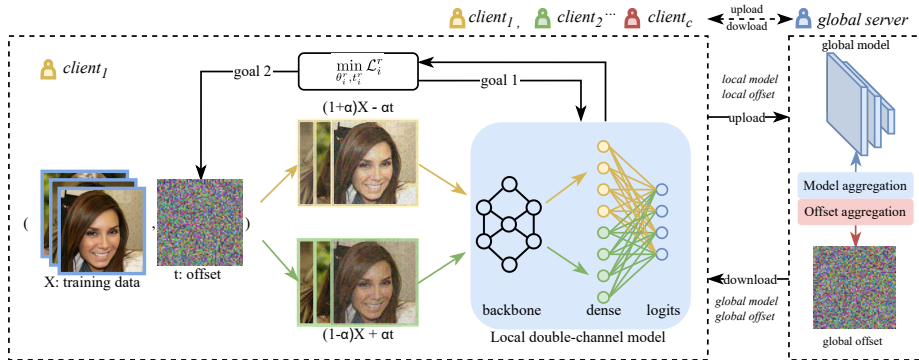 client1, client2 ... clientc
upload
dowload
global server
client1
goal 2
min L_i^r
θ_i^r, t_i^r
goal 1
(1+α)X - αt
( , )
X: training data
t: offset
(1-α)X + αt
backbone
dense
logits
Local double-channel model
local model
local offset
upload
download
global model
global offset
global model
Model aggregation
Offset aggregation
global offset